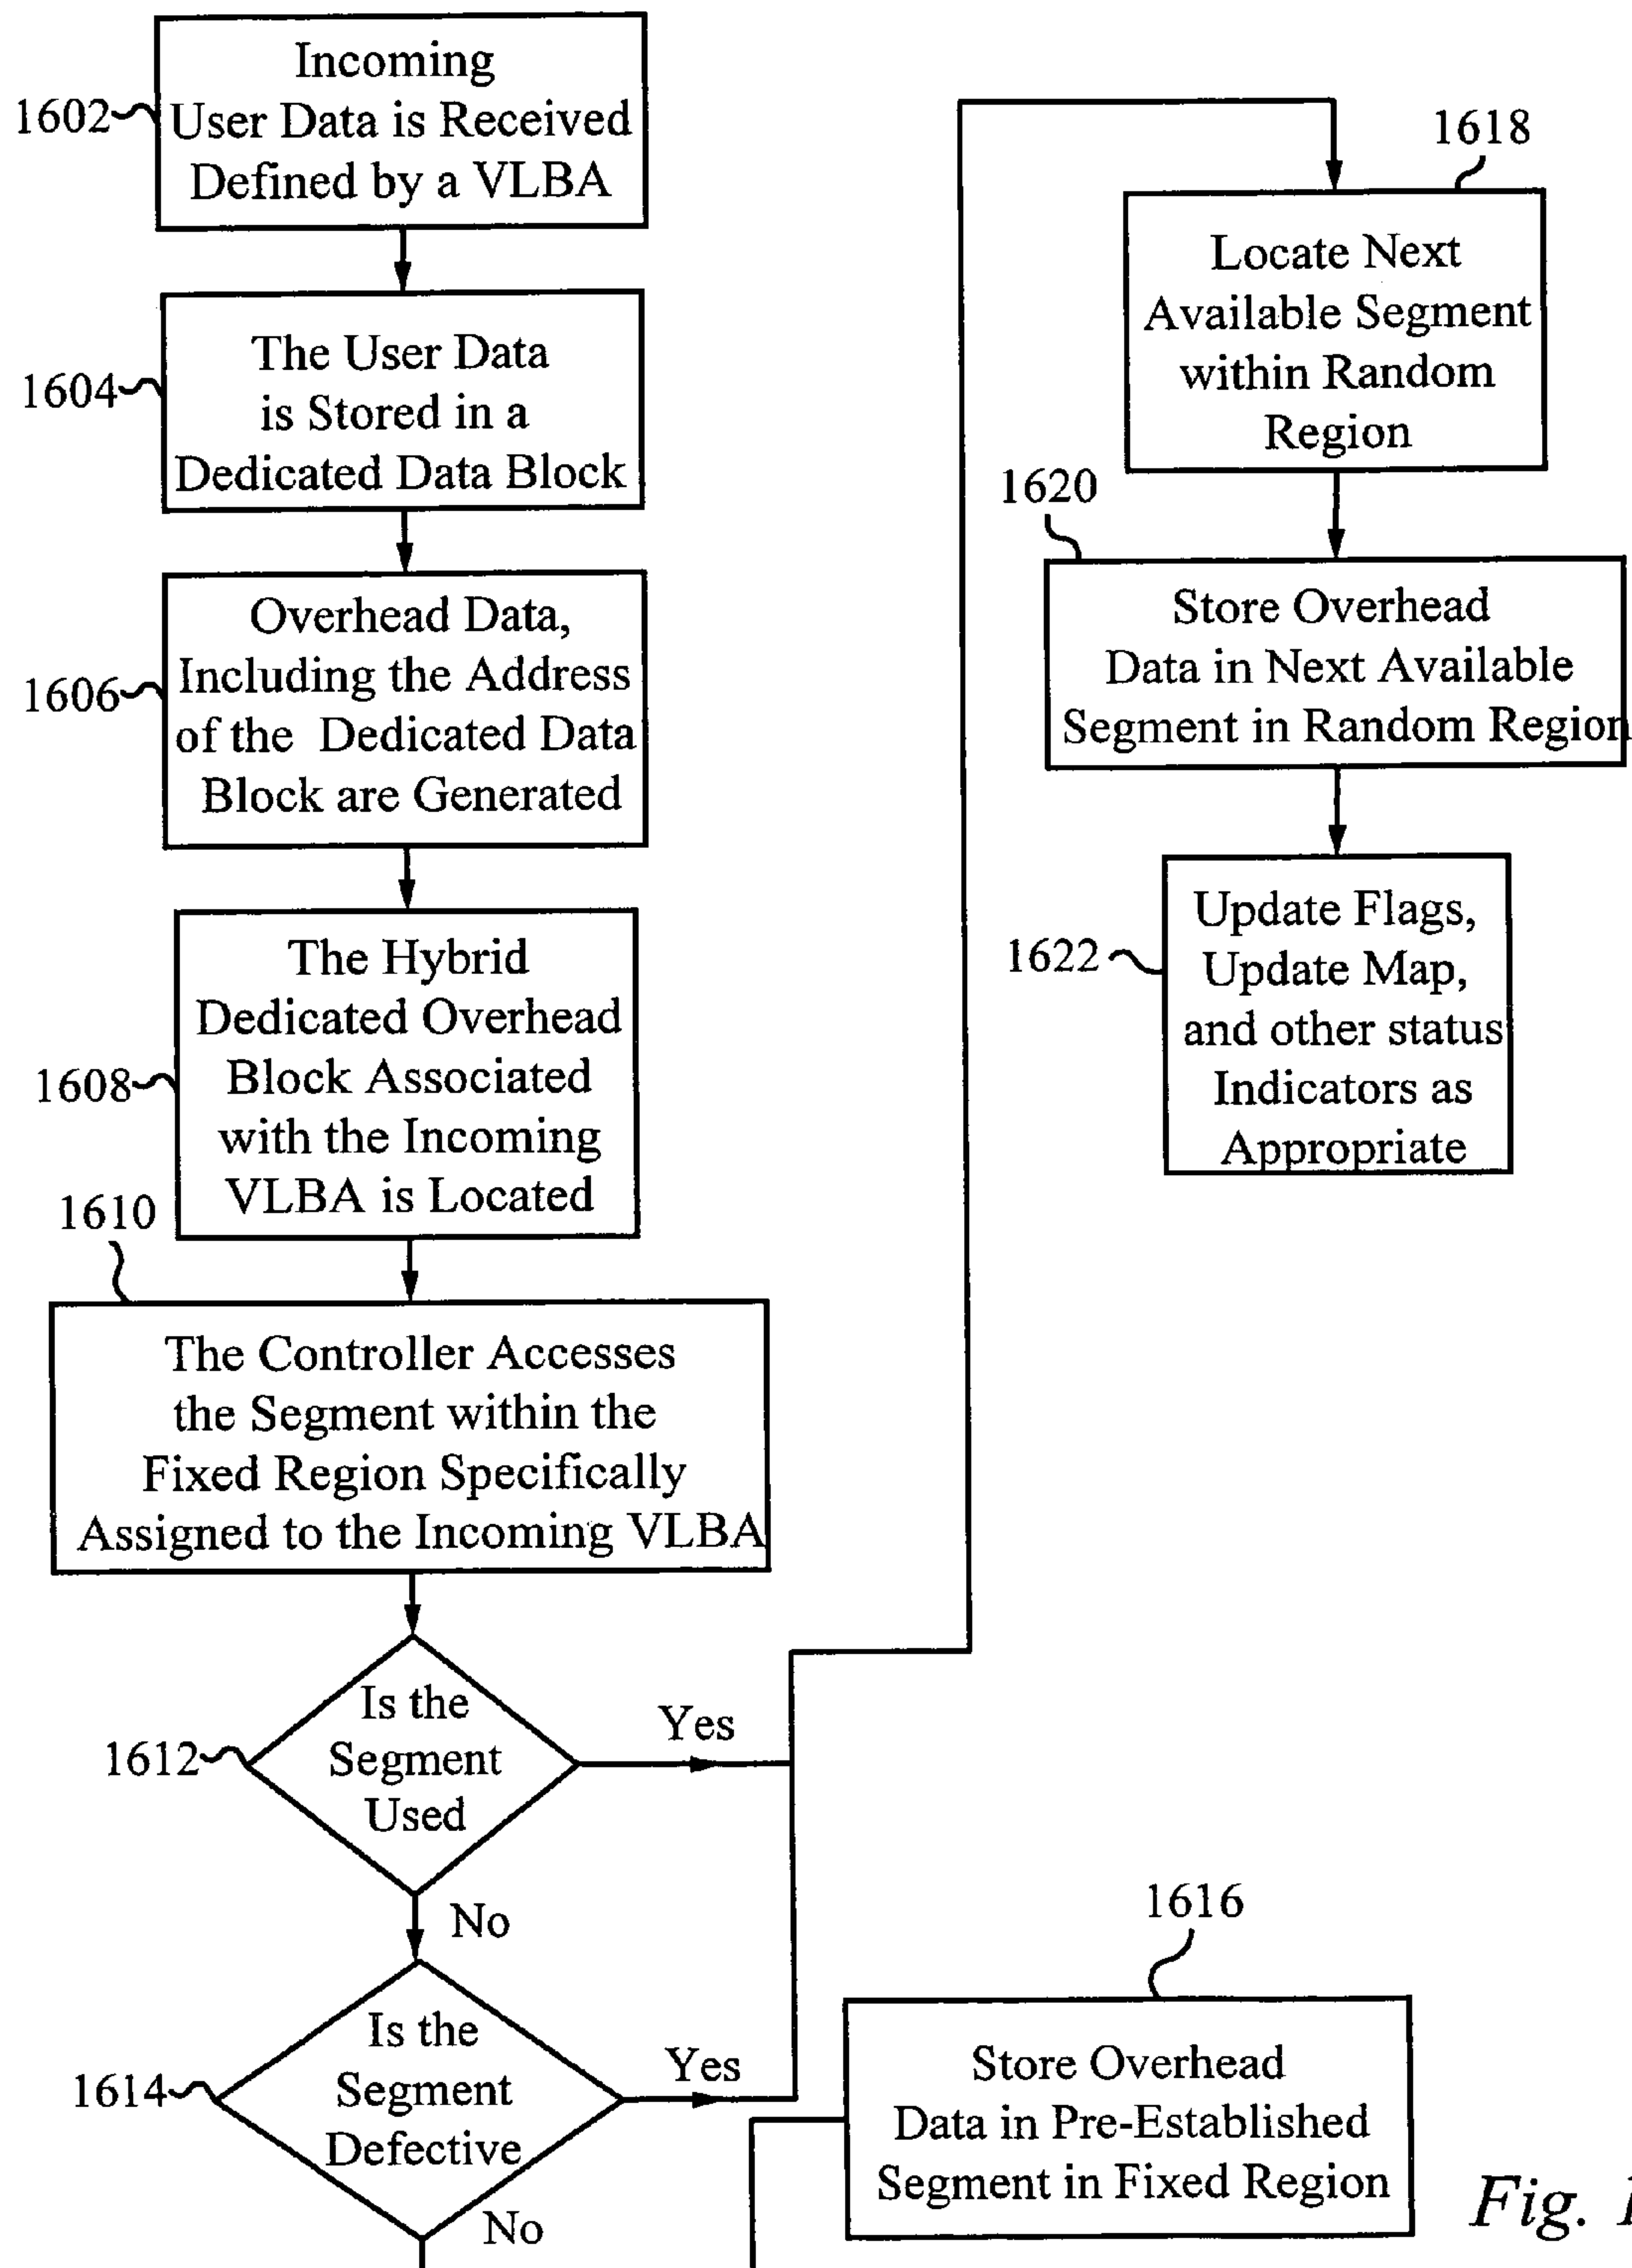 1602
Incoming
User Data is Received
Defined by a VLBA
1604
The User Data
is Stored in a
Dedicated Data Block
1606
Overhead Data,
Including the Address
of the Dedicated Data
Block are Generated
1608
The Hybrid
Dedicated Overhead
Block Associated
with the Incoming
VLBA is Located
1610
The Controller Accesses
the Segment within the
Fixed Region Specifically
Assigned to the Incoming VLBA
1612
Is the
Segment
Used
Yes
No
1614
Is the
Segment
Defective
Yes
No
1616
Store Overhead
Data in Pre-Established
Segment in Fixed Region
1618
Locate Next
Available Segment
within Random
Region
1620
Store Overhead
Data in Next Available
Segment in Random Region
1622
Update Flags,
Update Map,
and other status
Indicators as
Appropriate
Fig. 1